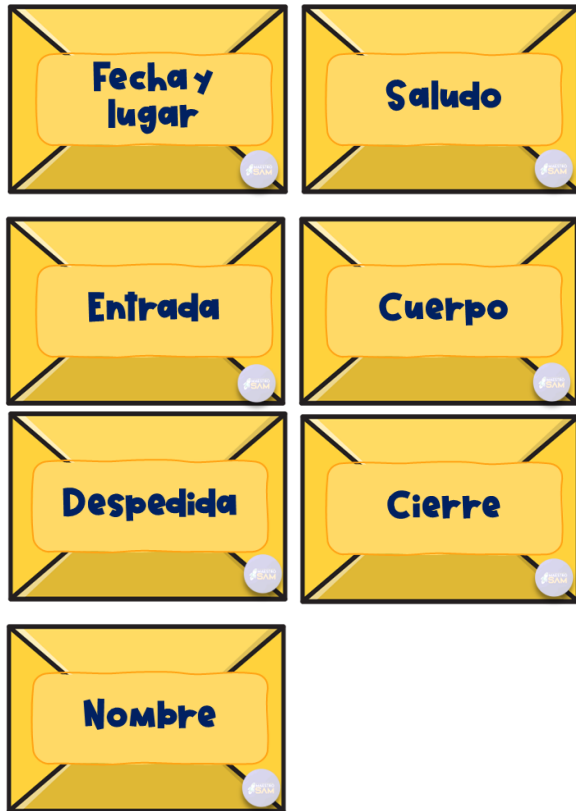 Fecha y
lugar
Saludo
Entrada
Cuerpo
Despedida
Cierre
Nombre